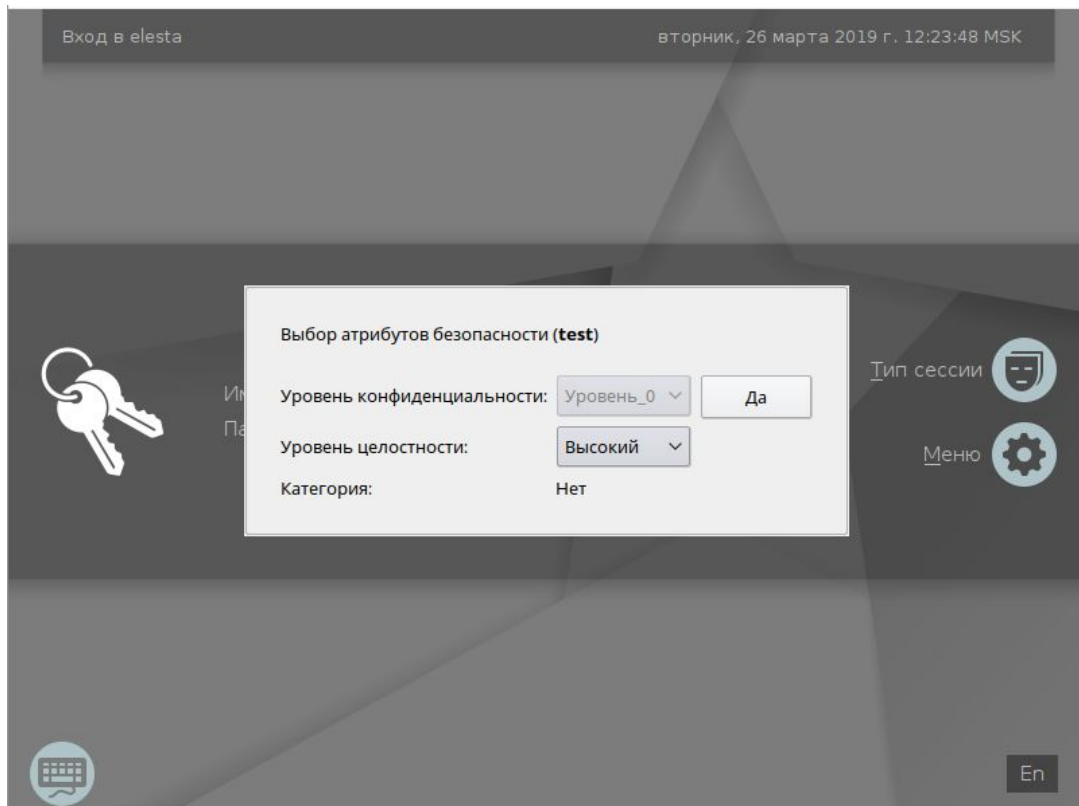 Вход в elesta
вторник, 26 марта 2019 г. 12:23:48 MSK
Выбор атрибутов безопасности (test)
Уровень конфиденциальности: Уровень_0 Да
Уровень целостности: Высокий
Категория: Нет
Тип сессии
Меню
En